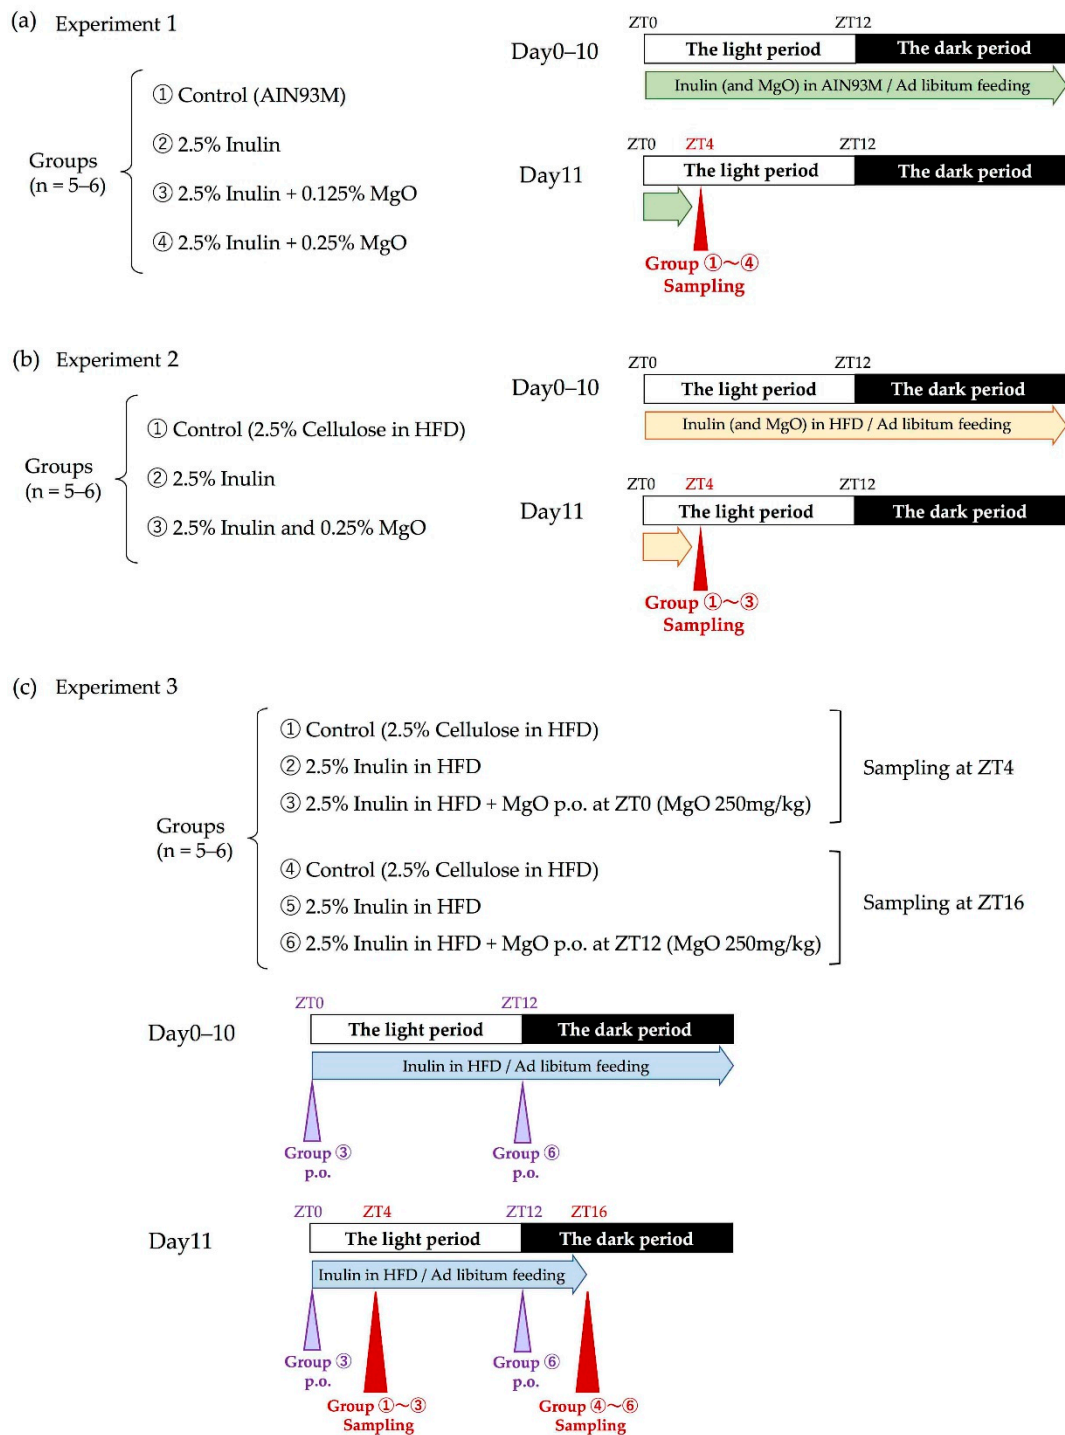 (a) Experiment 1
Groups
(n = 5–6)
① Control (AIN93M)
② 2.5% Inulin
③ 2.5% Inulin + 0.125% MgO
④ 2.5% Inulin + 0.25% MgO
ZT0 ZT12
Day0–10 The light period The dark period
Inulin (and MgO) in AIN93M / Ad libitum feeding
ZT0 ZT4 ZT12
Day11 The light period The dark period
Group ①～④
Sampling
(b) Experiment 2
Groups
(n = 5–6)
① Control (2.5% Cellulose in HFD)
② 2.5% Inulin
③ 2.5% Inulin and 0.25% MgO
ZT0 ZT12
Day0–10 The light period The dark period
Inulin (and MgO) in HFD / Ad libitum feeding
ZT0 ZT4 ZT12
Day11 The light period The dark period
Group ①～③
Sampling
(c) Experiment 3
Groups
(n = 5–6)
① Control (2.5% Cellulose in HFD)
② 2.5% Inulin in HFD
③ 2.5% Inulin in HFD + MgO p.o. at ZT0 (MgO 250mg/kg)
Sampling at ZT4
④ Control (2.5% Cellulose in HFD)
⑤ 2.5% Inulin in HFD
⑥ 2.5% Inulin in HFD + MgO p.o. at ZT12 (MgO 250mg/kg)
Sampling at ZT16
ZT0 ZT12
Day0–10 The light period The dark period
Inulin in HFD / Ad libitum feeding
Group ③ Group ⑥
p.o. p.o.
ZT0 ZT4 ZT12 ZT16
Day11 The light period The dark period
Inulin in HFD / Ad libitum feeding
Group ③ Group ⑥
p.o. p.o.
Group ①～③ Group ④～⑥
Sampling Sampling